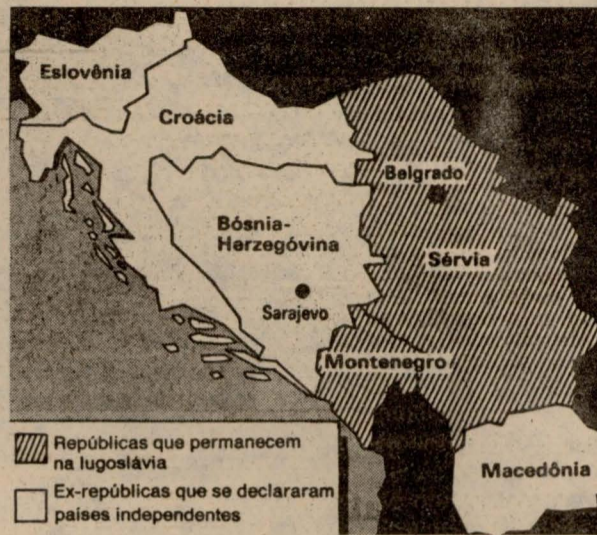 Eslovênia
Croácia
Belgrado
Bósnia-
Herzegóvina
Sérvia
Sarajevo
Montenegro
Macedônia
Repúblicas que permanecem
na Iugoslávia
Ex-repúblicas que se declararam
países independentes